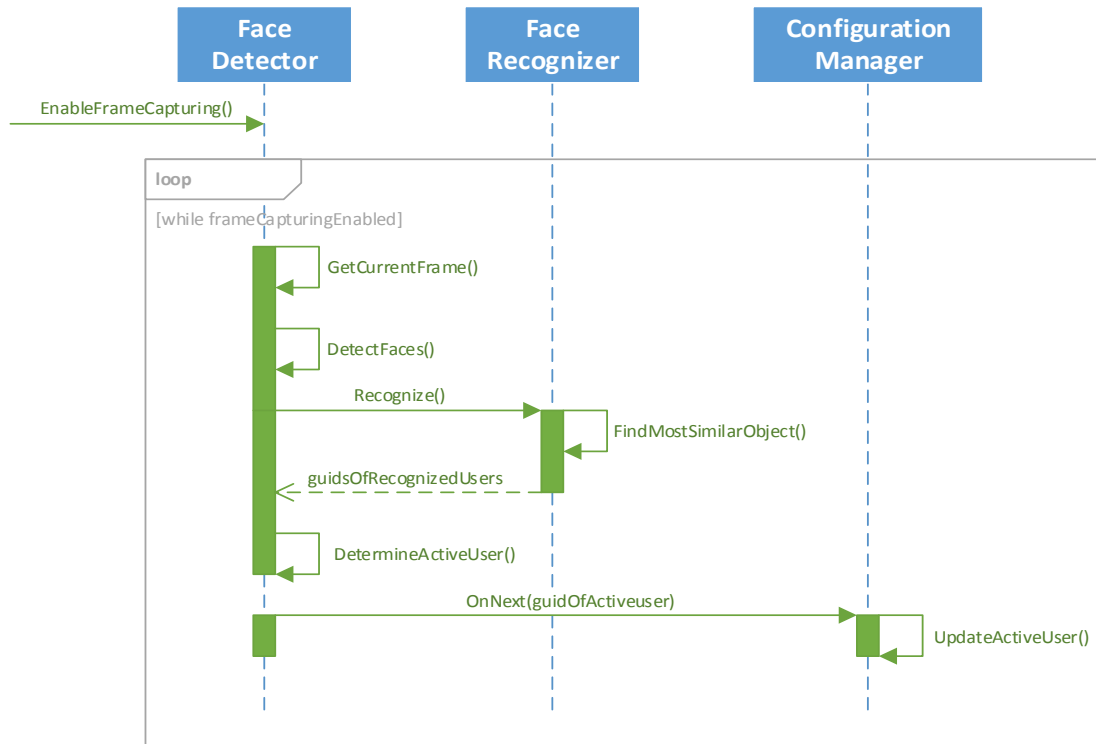 Face
Detector
Face
Recognizer
Configuration
Manager
EnableFrameCapturing()
loop
[while frameCapturingEnabled]
GetCurrentFrame()
DetectFaces()
Recognize()
FindMostSimilarObject()
guidsOfRecognizedUsers
DetermineActiveUser()
OnNext(guidOfActiveuser)
UpdateActiveUser()